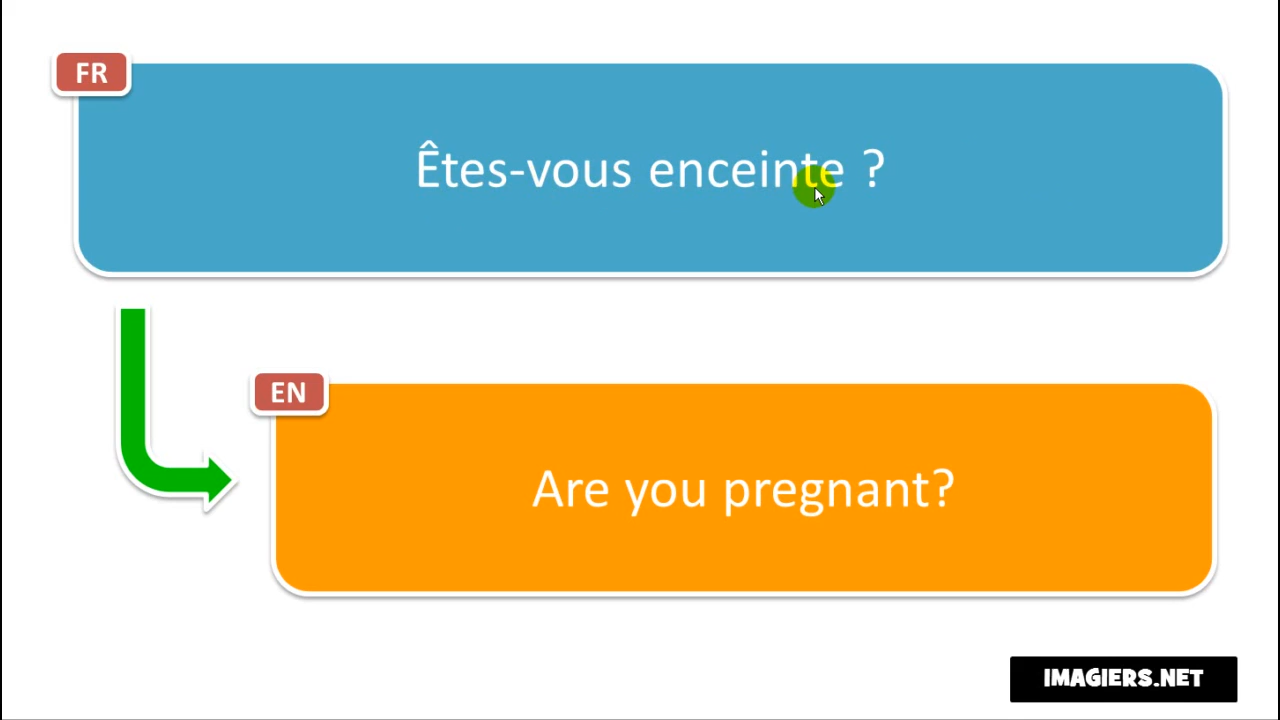 FR
Êtes-vous enceinte ?
EN
Are you pregnant?
IMAGIERS.NET